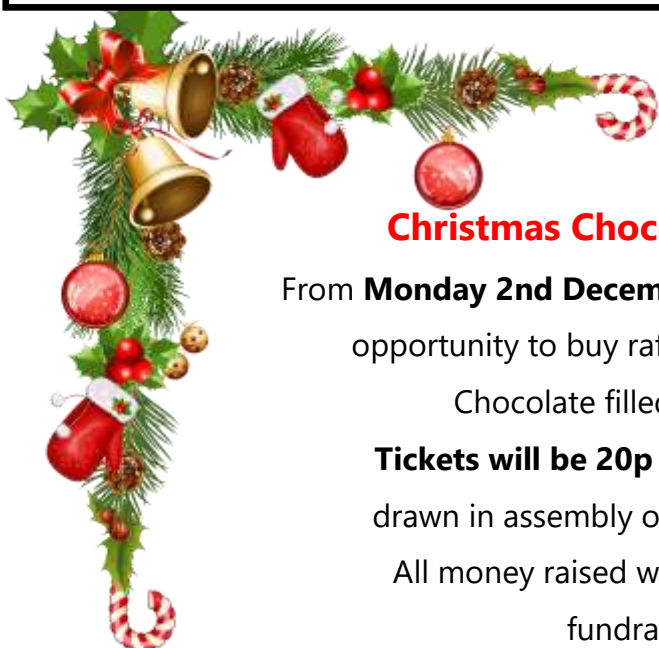 Christmas Choc
From Monday 2nd Decem
opportunity to buy raf
Chocolate filled
Tickets will be 20p
drawn in assembly o
All money raised w
fundra